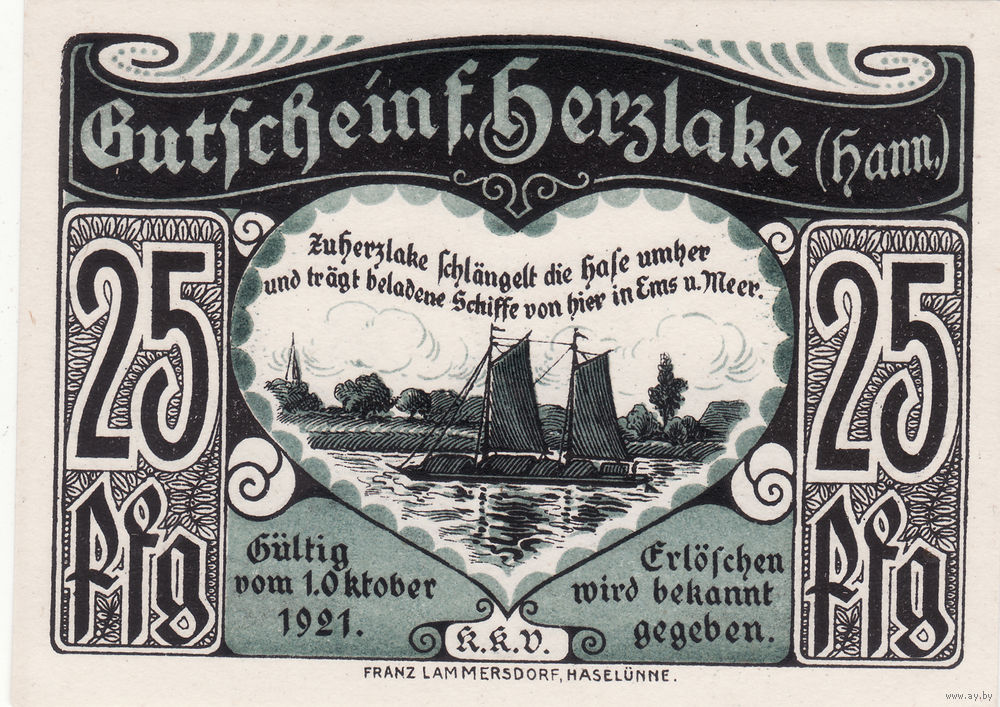 Gutschein f. Herzlake (Hann.)
Zu Herzlake schlängelt die Hase umher
und trägt beladene Schiffe von hier in Ems u. Meer.
25
Pfg
25
Pfg
Gültig
vom 1. Oktober
1921.
Erlöschen
wird bekannt
gegeben.
K.K.V.
FRANZ LAMMERSDORF, HASELÜNNE.
www.ay.by